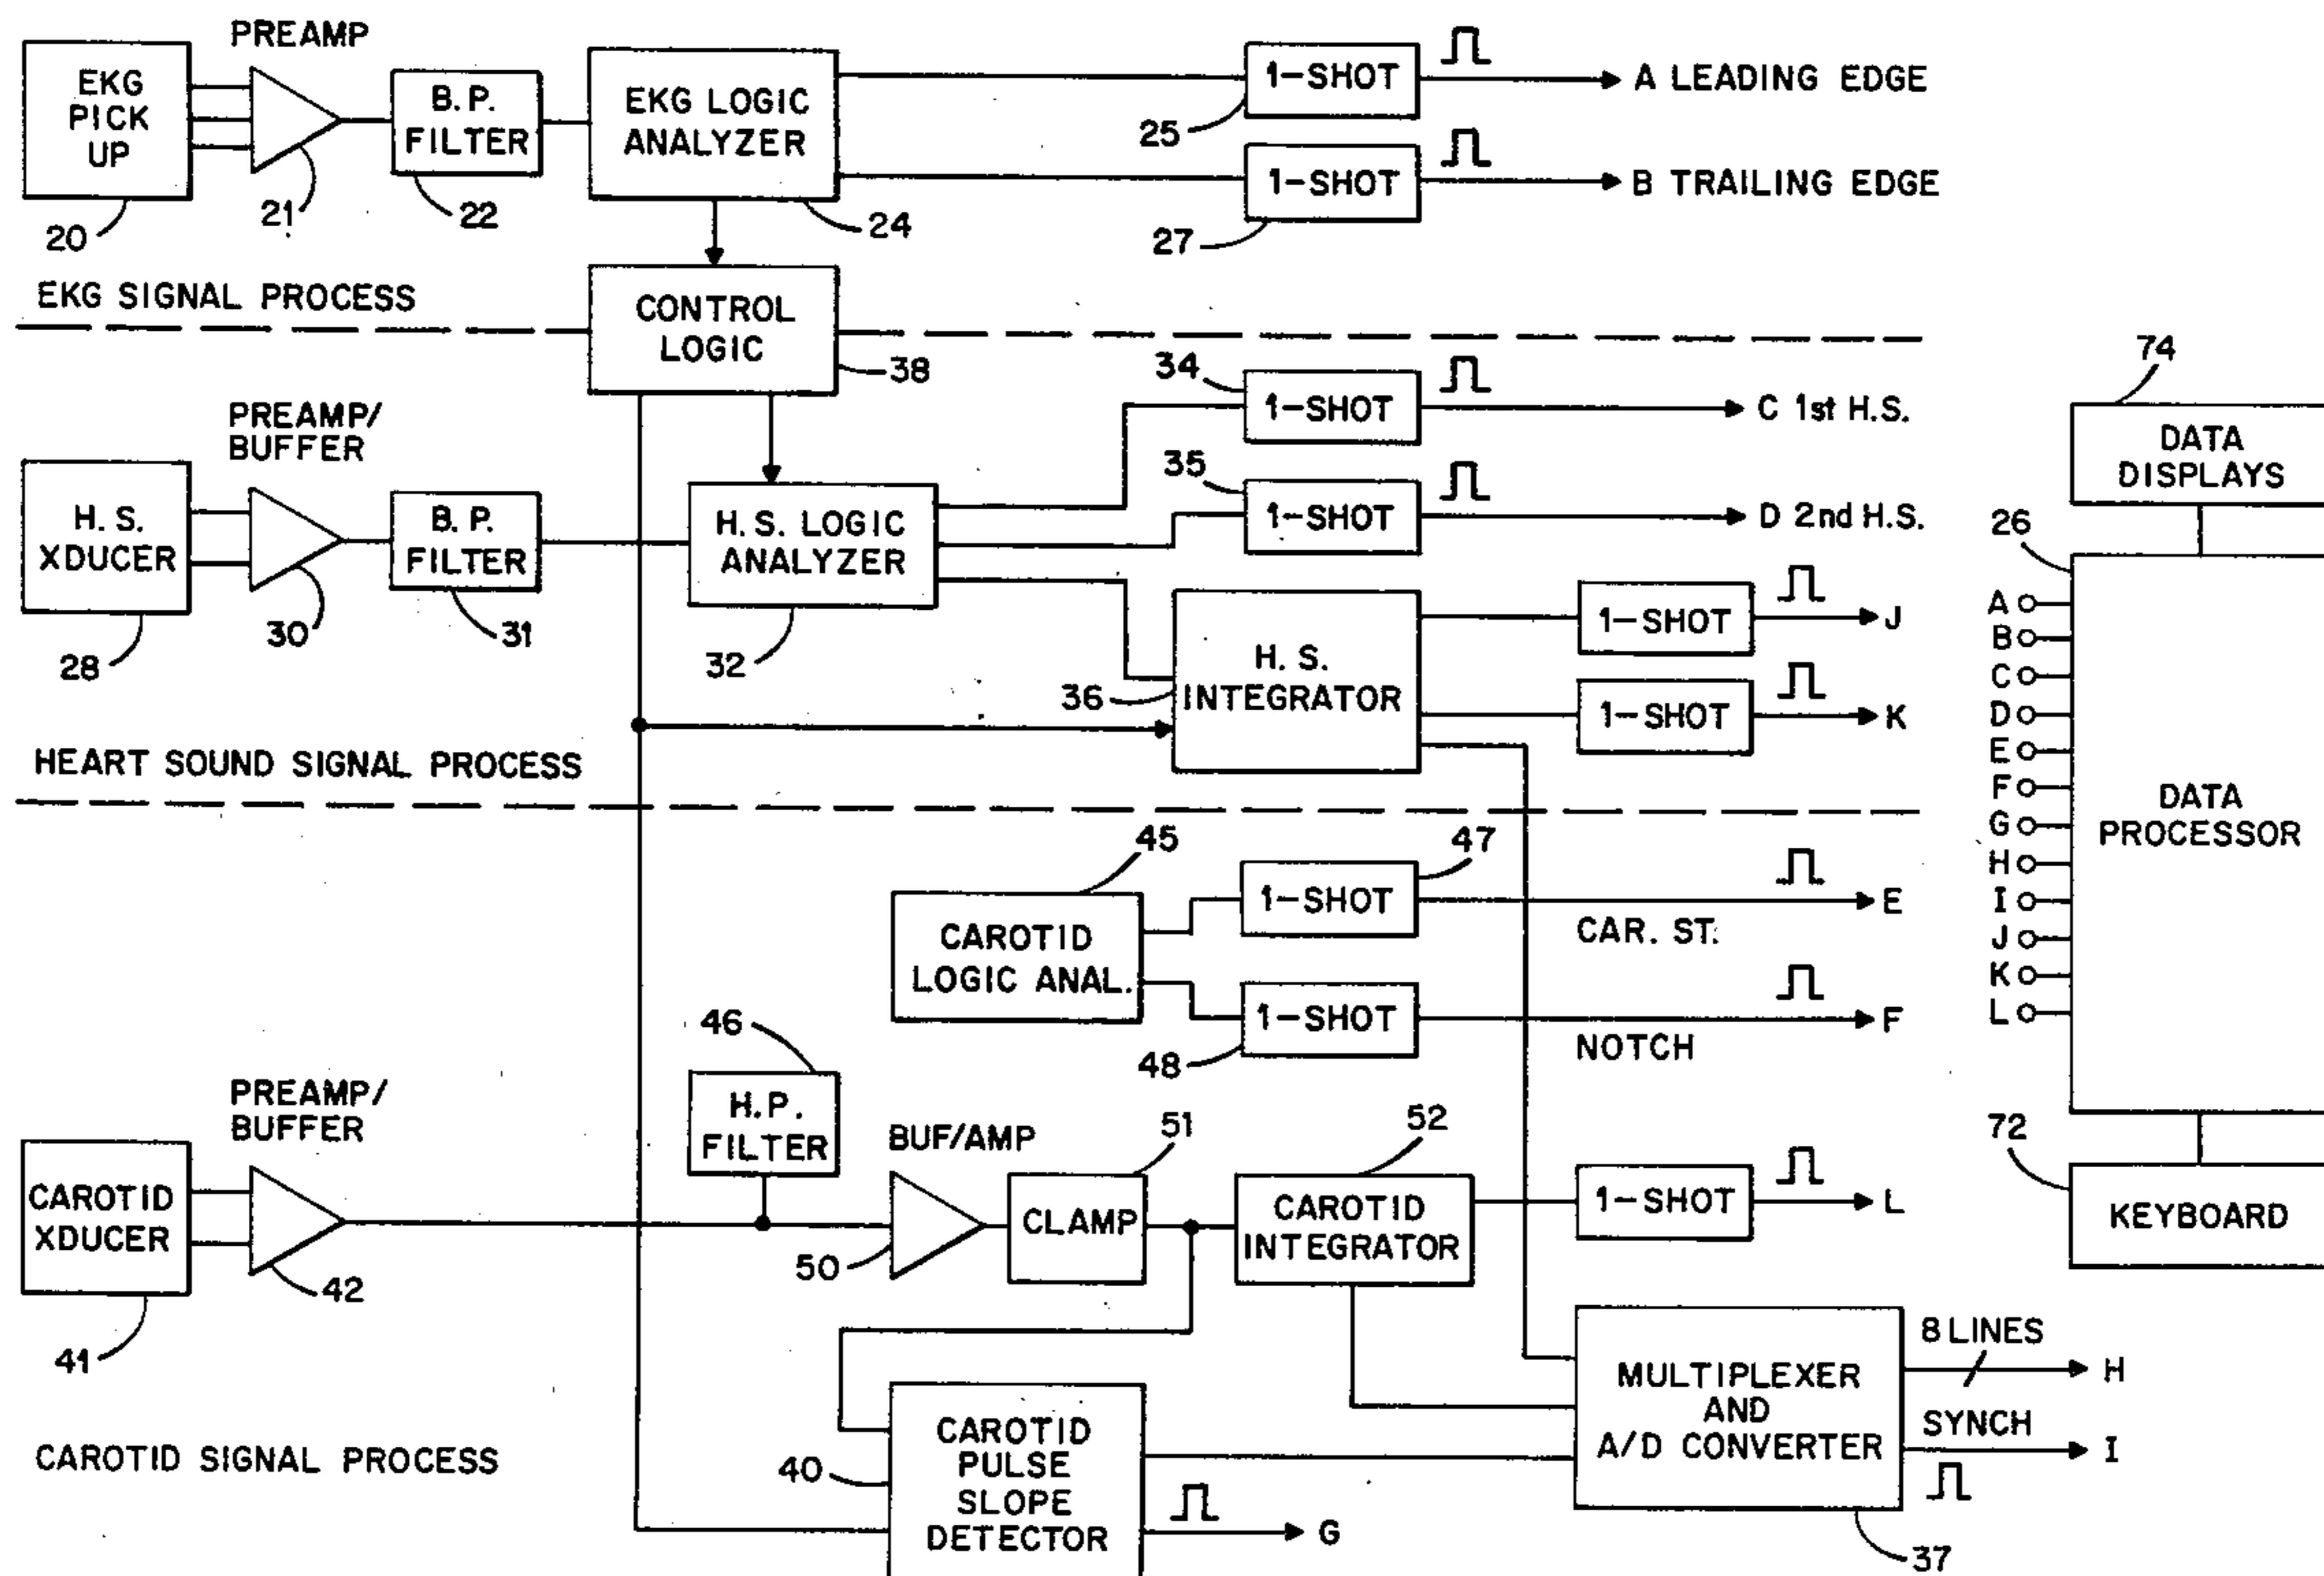 PREAMP
EKG
PICK
UP
B. P.
FILTER
EKG LOGIC
ANALYZER
1-SHOT
A LEADING EDGE
25
1-SHOT
B TRAILING EDGE
20
21
22
24
27
EKG SIGNAL PROCESS
CONTROL
LOGIC
38
PREAMP/
BUFFER
34
1-SHOT
C 1st H.S.
35
1-SHOT
D 2nd H.S.
H. S.
XDUCER
B. P.
FILTER
H.S. LOGIC
ANALYZER
28
30
31
32
36
H. S.
INTEGRATOR
1-SHOT
J
1-SHOT
K
HEART SOUND SIGNAL PROCESS
45
CAROTID
LOGIC ANAL.
47
1-SHOT
E
CAR. ST.
48
1-SHOT
F
NOTCH
46
H.P.
FILTER
PREAMP/
BUFFER
CAROTID
XDUCER
41
42
BUF/AMP
50
51
CLAMP
52
CAROTID
INTEGRATOR
1-SHOT
L
40
CAROTID
PULSE
SLOPE
DETECTOR
G
MULTIPLEXER
AND
A/D CONVERTER
8 LINES
H
SYNCH
I
37
CAROTID SIGNAL PROCESS
74
DATA
DISPLAYS
26
A
B
C
D
E
F
G
H
I
J
K
L
DATA
PROCESSOR
72
KEYBOARD